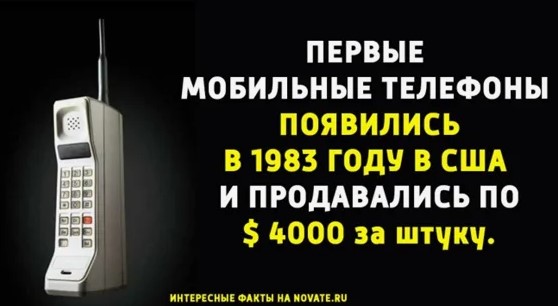 ПЕРВЫЕ
МОБИЛЬНЫЕ ТЕЛЕФОНЫ
ПОЯВИЛИСЬ
В 1983 ГОДУ В США
И ПРОДАВАЛИСЬ ПО
$ 4000 за штуку.
ИНТЕРЕСНЫЕ ФАКТЫ НА NOVATE.RU